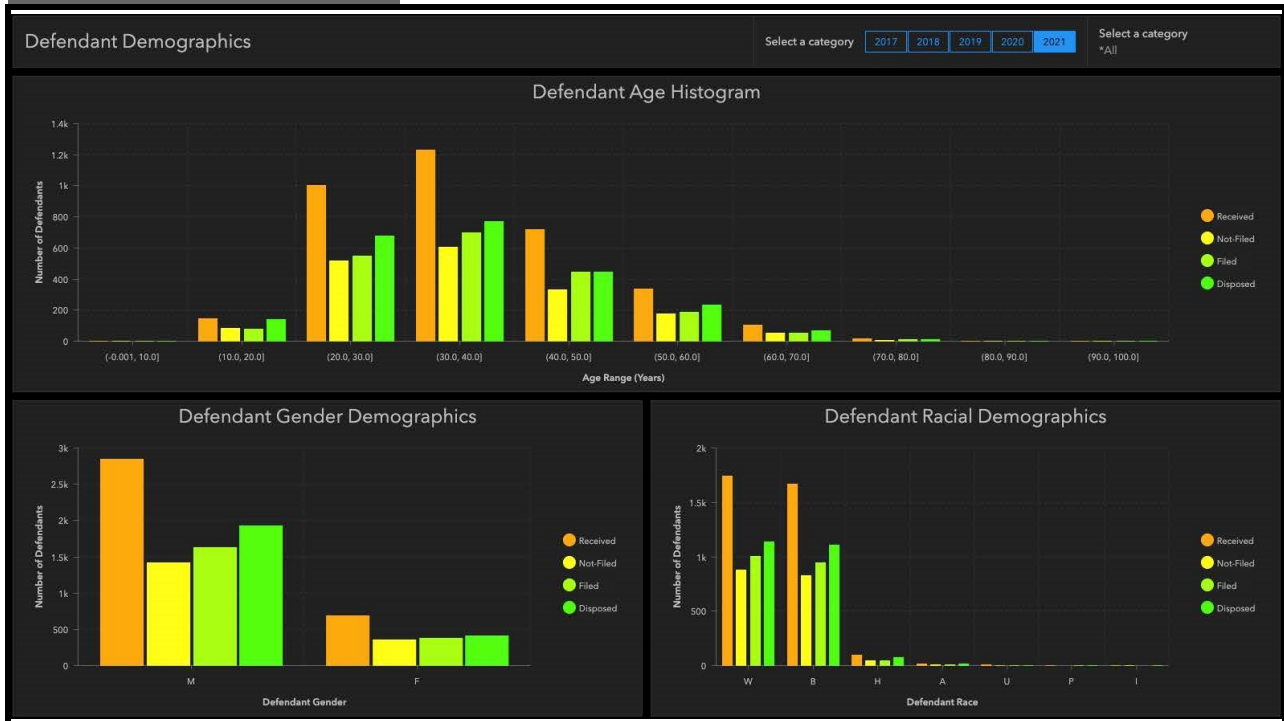 Defendant Demographics
Select a category
2017 2018 2019 2020 2021
Select a category
*All
Defendant Age Histogram
1.4k
1.2k
1k
800
600
400
200
0
Number of Defendants
(-0.001, 10.0] (10.0, 20.0] (20.0, 30.0] (30.0, 40.0] (40.0, 50.0] (50.0, 60.0] (60.0, 70.0] (70.0, 80.0] (80.0, 90.0] (90.0, 100.0]
Age Range (Years)
Received
Not-Filed
Filed
Disposed
Defendant Gender Demographics
3k
2.5k
2k
1.5k
1k
500
0
Number of Defendants
M F
Defendant Gender
Received
Not-Filed
Filed
Disposed
Defendant Racial Demographics
2k
1.5k
1k
500
0
Number of Defendants
W B H A U P I
Defendant Race
Received
Not-Filed
Filed
Disposed